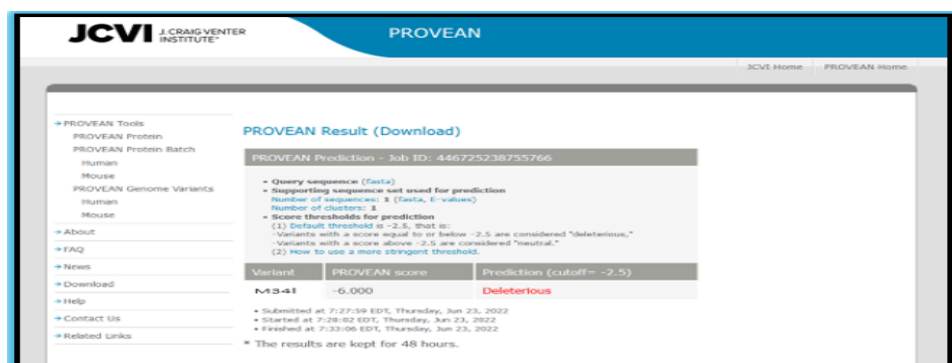 JCVI J. CRAIG VENTER INSTITUTE
PROVEAN
JCVI Home PROVEAN Home
PROVEAN Tools
PROVEAN Protein
PROVEAN Protein Batch
Human
Mouse
PROVEAN Genome Variants
Human
Mouse
About
FAQ
News
Download
Help
Contact Us
Related Links
PROVEAN Result (Download)
PROVEAN Prediction - Job ID: 446725238755766
• Query sequence (fasta)
• Supporting sequence set used for prediction
Number of sequences: 1 (fasta, E-values)
Number of clusters: 1
• Score thresholds for prediction
(1) Default threshold is -2.5, that is:
-Variants with a score equal to or below -2.5 are considered "deleterious,"
-Variants with a score above -2.5 are considered "neutral."
(2) How to use a more stringent threshold.
Variant PROVEAN score Prediction (cutoff= -2.5)
M34I -6.000 Deleterious
• Submitted at 7:27:59 EDT, Thursday, Jun 23, 2022
• Started at 7:28:02 EDT, Thursday, Jun 23, 2022
• Finished at 7:33:06 EDT, Thursday, Jun 23, 2022
* The results are kept for 48 hours.